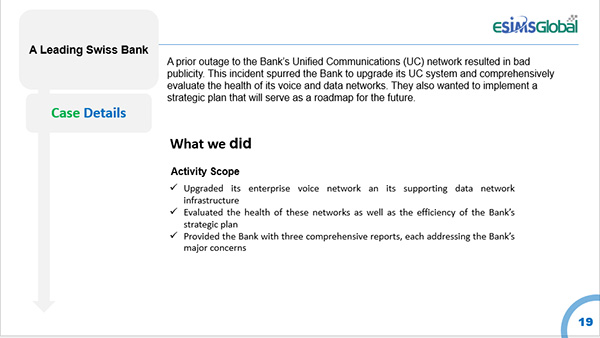 ESiMSGlobal
A Leading Swiss Bank
A prior outage to the Bank's Unified Communications (UC) network resulted in bad
publicity. This incident spurred the Bank to upgrade its UC system and comprehensively
evaluate the health of its voice and data networks. They also wanted to implement a
strategic plan that will serve as a roadmap for the future.
Case Details
What we did
Activity Scope
✓ Upgraded its enterprise voice network an its supporting data network
infrastructure
✓ Evaluated the health of these networks as well as the efficiency of the Bank's
strategic plan
✓ Provided the Bank with three comprehensive reports, each addressing the Bank's
major concerns
19